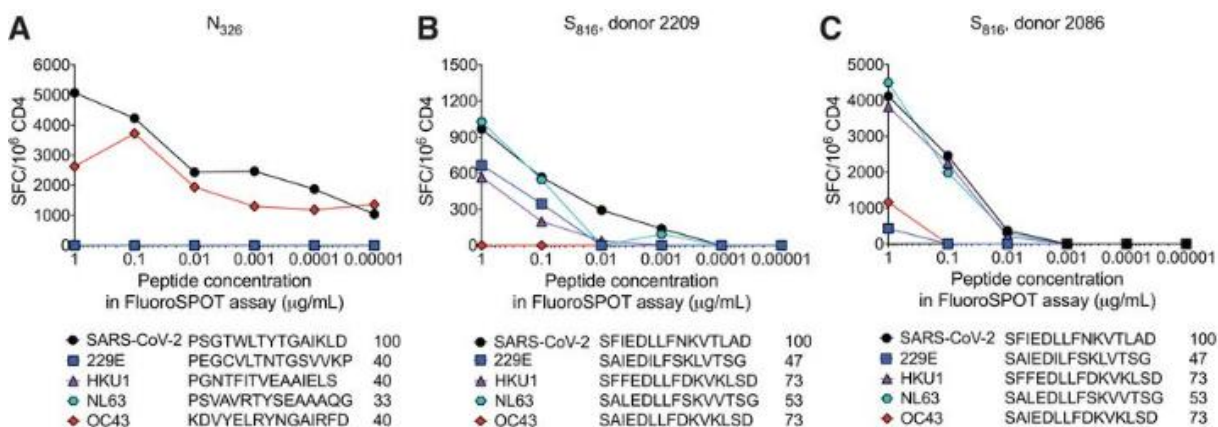 A
N326
SFC/10^6 CD4
6000
5000
4000
3000
2000
1000
0
1 0.1 0.01 0.001 0.0001 0.00001
Peptide concentration
in FluoroSPOT assay (μg/mL)
SARS-CoV-2 PSGTWLTYTGAIKLD 100
229E PEGCVLTNTGSVVKP 40
HKU1 PGNTFITVEAAIELS 40
NL63 PSVAVRTYSEAAAQG 33
OC43 KDVYELRYNGAIRFD 40
B
S816, donor 2209
SFC/10^6 CD4
1500
1200
900
600
300
0
1 0.1 0.01 0.001 0.0001 0.00001
Peptide concentration
in FluoroSPOT assay (μg/mL)
SARS-CoV-2 SFIEDLLFNKVTLAD 100
229E SAIEDILFSKLVTSG 47
HKU1 SFFEDLLFDKVKLSD 73
NL63 SALEDLLFSKVVTSG 53
OC43 SAIEDLLFDKVKLSD 73
C
S816, donor 2086
SFC/10^6 CD4
5000
4000
3000
2000
1000
0
1 0.1 0.01 0.001 0.0001 0.00001
Peptide concentration
in FluoroSPOT assay (μg/mL)
SARS-CoV-2 SFIEDLLFNKVTLAD 100
229E SAIEDILFSKLVTSG 47
HKU1 SFFEDLLFDKVKLSD 73
NL63 SALEDLLFSKVVTSG 53
OC43 SAIEDLLFDKVKLSD 73